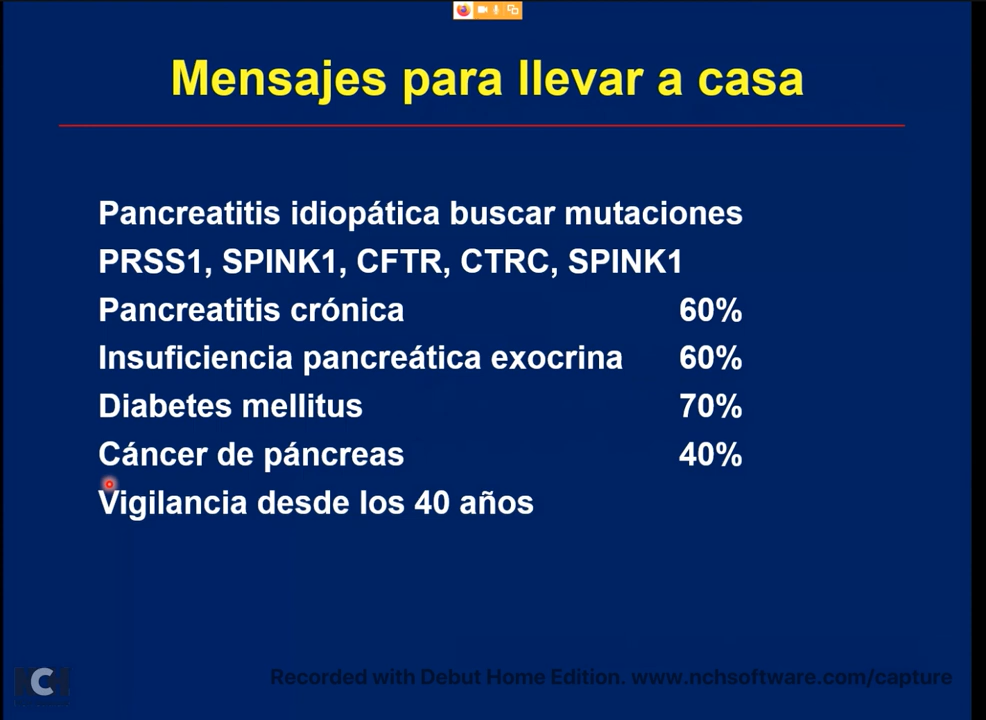 Mensajes para llevar a casa
Pancreatitis idiopática buscar mutaciones
PRSS1, SPINK1, CFTR, CTRC, SPINK1
Pancreatitis crónica 60%
Insuficiencia pancreática exocrina 60%
Diabetes mellitus 70%
Cáncer de páncreas 40%
Vigilancia desde los 40 años
NCH
Recorded with Debut Home Edition. www.nchsoftware.com/capture